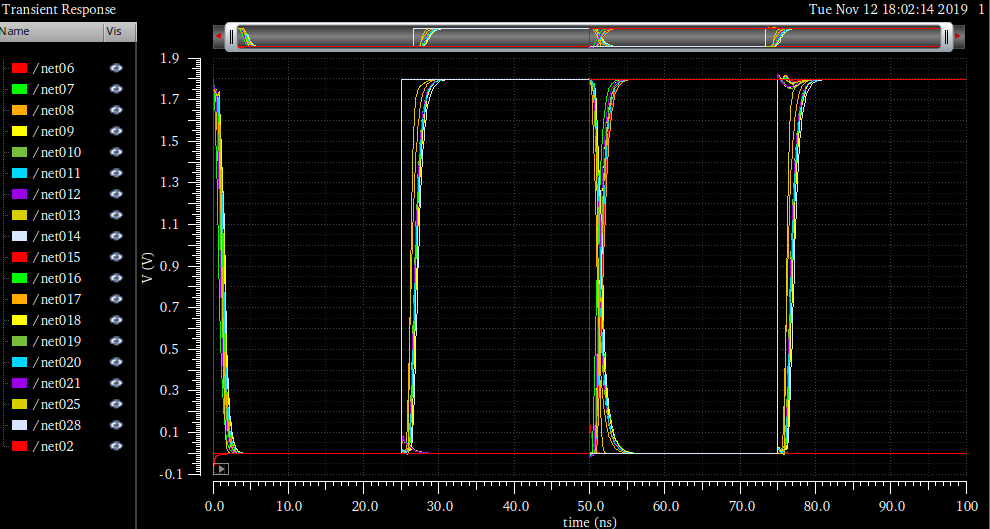 Transient Response
Tue Nov 12 18:02:14 2019 1
Name Vis
/net06
/net07
/net08
/net09
/net010
/net011
/net012
/net013
/net014
/net015
/net016
/net017
/net018
/net019
/net020
/net021
/net025
/net028
/net02
V (V)
1.9
1.7
1.5
1.3
1.1
0.9
0.7
0.5
0.3
0.1
-0.1
0.0 10.0 20.0 30.0 40.0 50.0 60.0 70.0 80.0 90.0 100
time (ns)